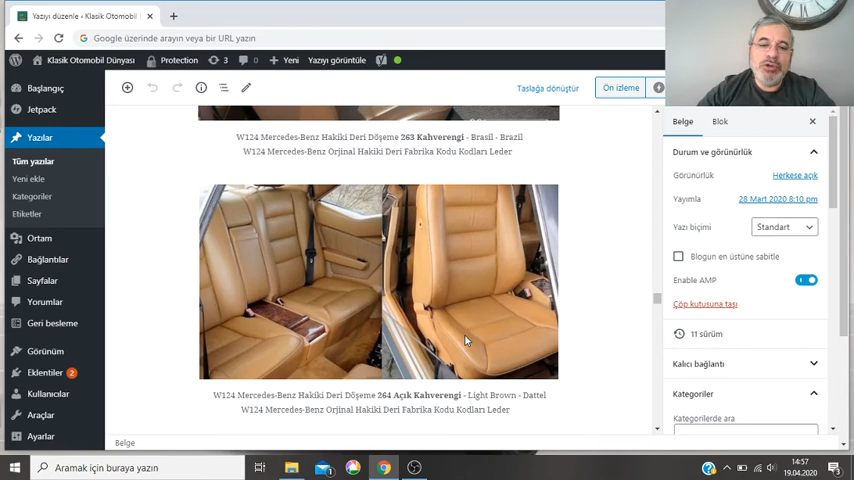 Yazıyı düzenle ‹ Klasik Otomobil
Google üzerinde arayın veya bir URL yazın
Klasik Otomobil Dünyası
Protection
3
0
Yeni
Yazıyı görüntüle
Başlangıç
Jetpack
Yazılar
Tüm yazılar
Yeni ekle
Kategoriler
Etiketler
Ortam
Bağlantılar
Sayfalar
Yorumlar
Geri besleme
Görünüm
Eklentiler 2
Kullanıcılar
Araçlar
Ayarlar
Taslağa dönüştür
Ön izleme
W124 Mercedes-Benz Hakiki Deri Döşeme 263 Kahverengi - Brasil - Brazil
W124 Mercedes-Benz Orjinal Hakiki Deri Fabrika Kodu Kodları Leder
W124 Mercedes-Benz Hakiki Deri Döşeme 264 Açık Kahverengi - Light Brown - Dattel
W124 Mercedes-Benz Orjinal Hakiki Deri Fabrika Kodu Kodları Leder
Belge
Belge
Blok
Durum ve görünürlük
Görünürlük
Herkese açık
Yayımla
28 Mart 2020 8:10 pm
Yazı biçimi
Standart
Blogun en üstüne sabitle
Enable AMP
Çöp kutusuna taşı
11 sürüm
Kalıcı bağlantı
Kategoriler
Kategorilerde ara
Aramak için buraya yazın
14:57
19.04.2020